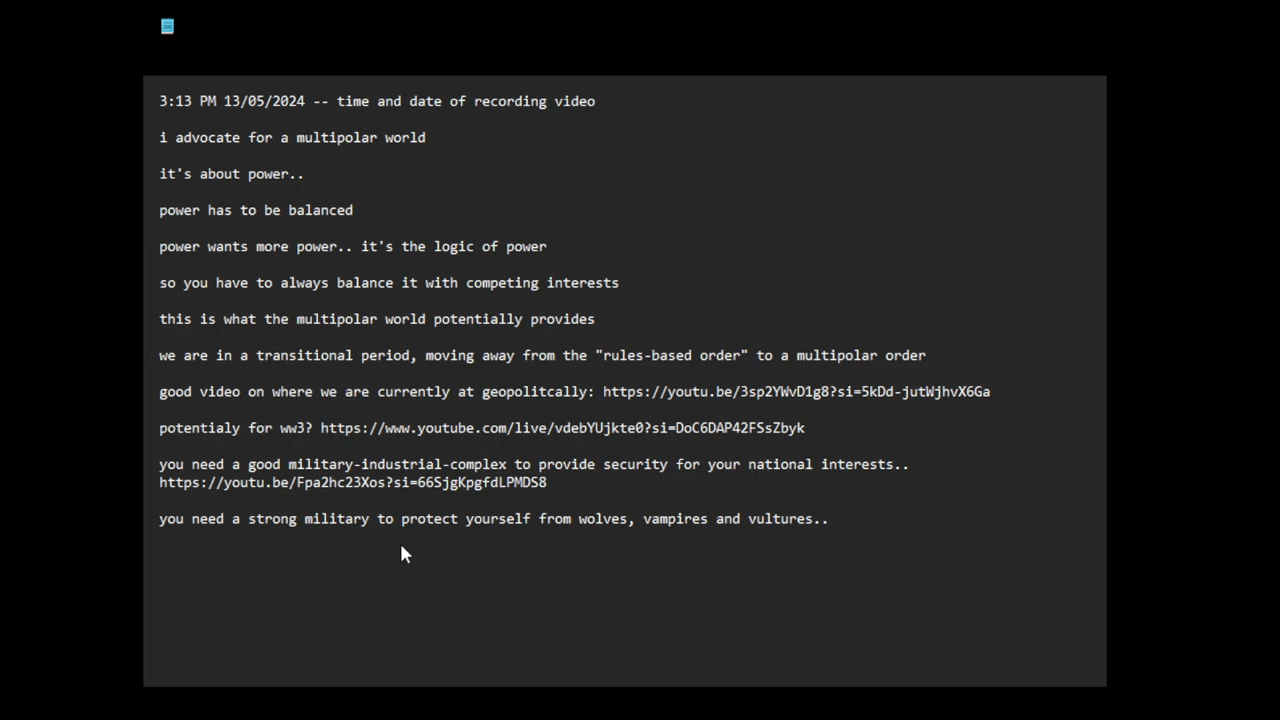 3:13 PM 13/05/2024 -- time and date of recording video
i advocate for a multipolar world
it's about power..
power has to be balanced
power wants more power.. it's the logic of power
so you have to always balance it with competing interests
this is what the multipolar world potentially provides
we are in a transitional period, moving away from the "rules-based order" to a multipolar order
good video on where we are currently at geopolitcally: https://youtu.be/3sp2YWvD1g8?si=5kDd-jutWjhvX6Ga
potentialy for ww3? https://www.youtube.com/live/vdebYUjkte0?si=DoC6DAP42FSsZbyk
you need a good military-industrial-complex to provide security for your national interests..
https://youtu.be/Fpa2hc23Xos?si=66SjgKpgfdLPMDS8
you need a strong military to protect yourself from wolves, vampires and vultures..